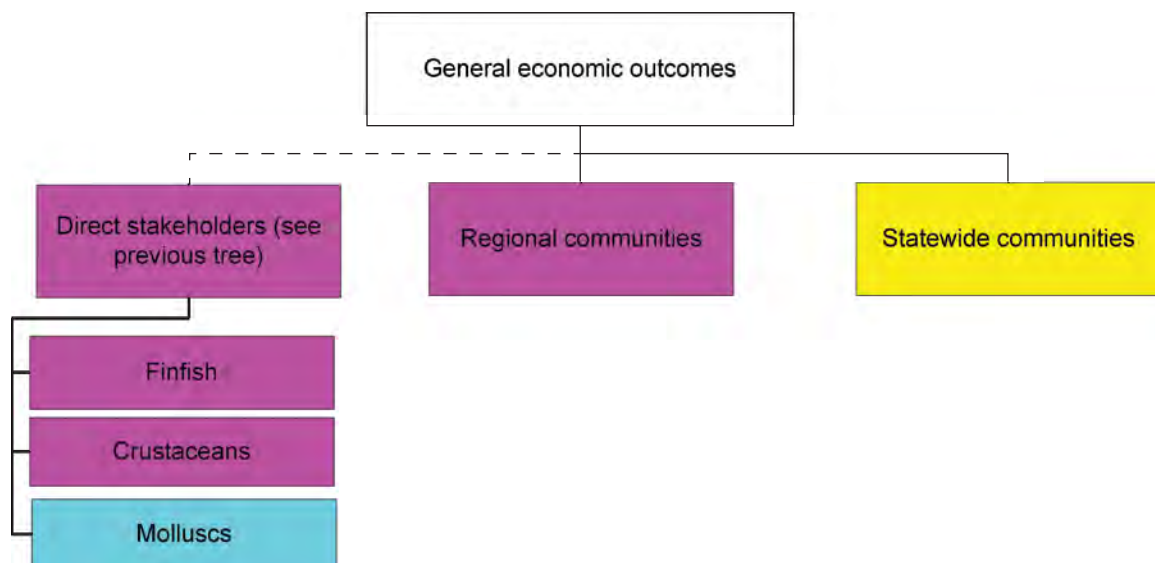 General economic outcomes
Direct stakeholders (see
previous tree)
Regional communities
Statewide communities
Finfish
Crustaceans
Molluscs